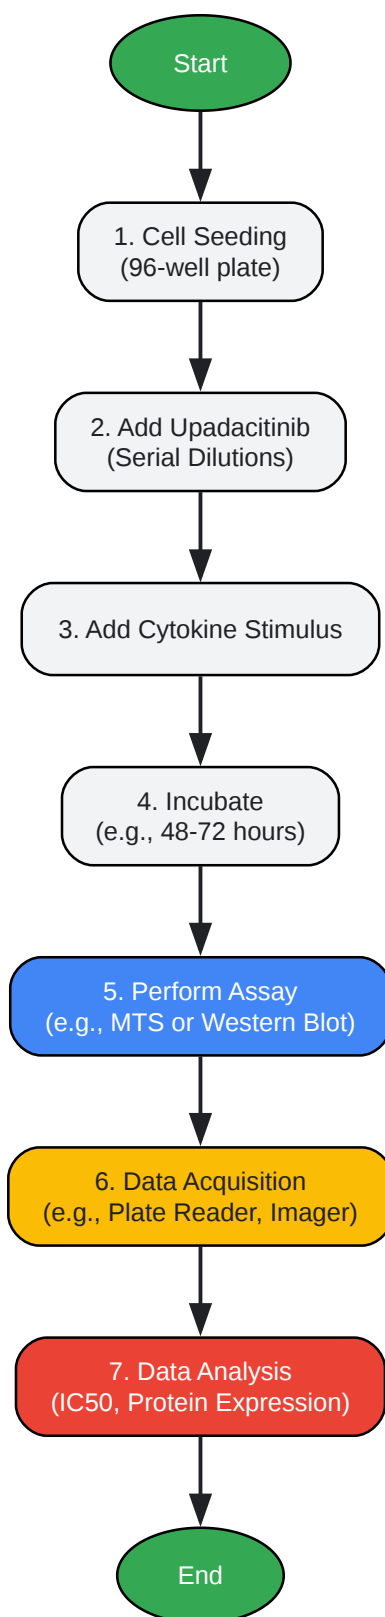 Start
1. Cell Seeding
(96-well plate)
2. Add Upadacitinib
(Serial Dilutions)
3. Add Cytokine Stimulus
4. Incubate
(e.g., 48-72 hours)
5. Perform Assay
(e.g., MTS or Western Blot)
6. Data Acquisition
(e.g., Plate Reader, Imager)
7. Data Analysis
(IC50, Protein Expression)
End